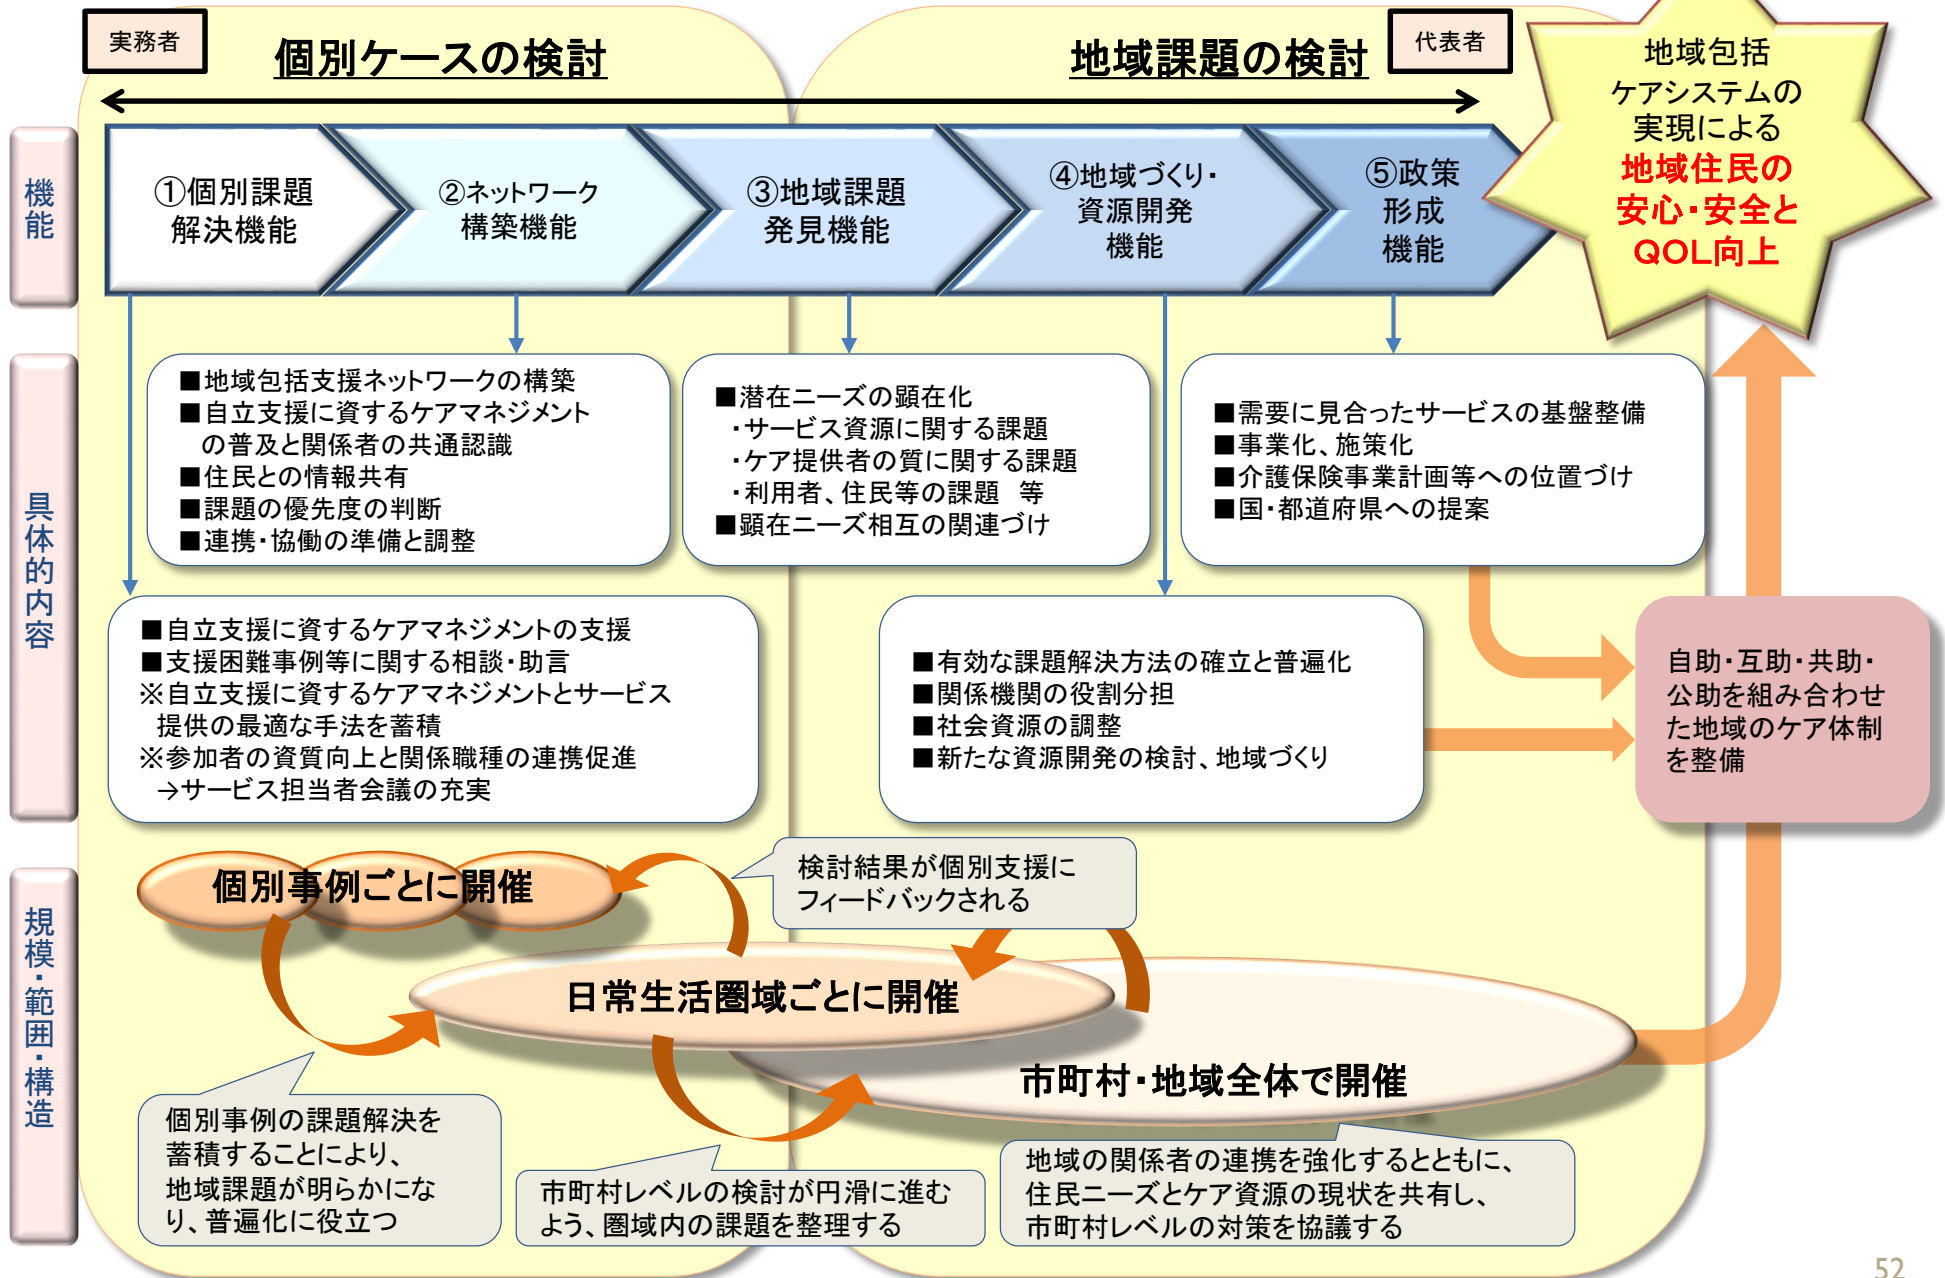 実務者
個別ケースの検討
地域課題の検討
代表者
地域包括
ケアシステムの
実現による
地域住民の
安心・安全と
QOL向上
機能
①個別課題
解決機能
②ネットワーク
構築機能
③地域課題
発見機能
④地域づくり・
資源開発
機能
⑤政策
形成
機能
具体的内容
■地域包括支援ネットワークの構築
■自立支援に資するケアマネジメント
の普及と関係者の共通認識
■住民との情報共有
■課題の優先度の判断
■連携・協働の準備と調整
■潜在ニーズの顕在化
・サービス資源に関する課題
・ケア提供者の質に関する課題
・利用者、住民等の課題　等
■顕在ニーズ相互の関連づけ
■需要に見合ったサービスの基盤整備
■事業化、施策化
■介護保険事業計画等への位置づけ
■国・都道府県への提案
■自立支援に資するケアマネジメントの支援
■支援困難事例等に関する相談・助言
※自立支援に資するケアマネジメントとサービス
提供の最適な手法を蓄積
※参加者の資質向上と関係職種の連携促進
→サービス担当者会議の充実
■有効な課題解決方法の確立と普遍化
■関係機関の役割分担
■社会資源の調整
■新たな資源開発の検討、地域づくり
自助・互助・共助・
公助を組み合わせ
た地域のケア体制
を整備
規模・範囲・構造
個別事例ごとに開催
検討結果が個別支援に
フィードバックされる
日常生活圏域ごとに開催
市町村・地域全体で開催
個別事例の課題解決を
蓄積することにより、
地域課題が明らかにな
り、普遍化に役立つ
市町村レベルの検討が円滑に進む
よう、圏域内の課題を整理する
地域の関係者の連携を強化するとともに、
住民ニーズとケア資源の現状を共有し、
市町村レベルの対策を協議する
52